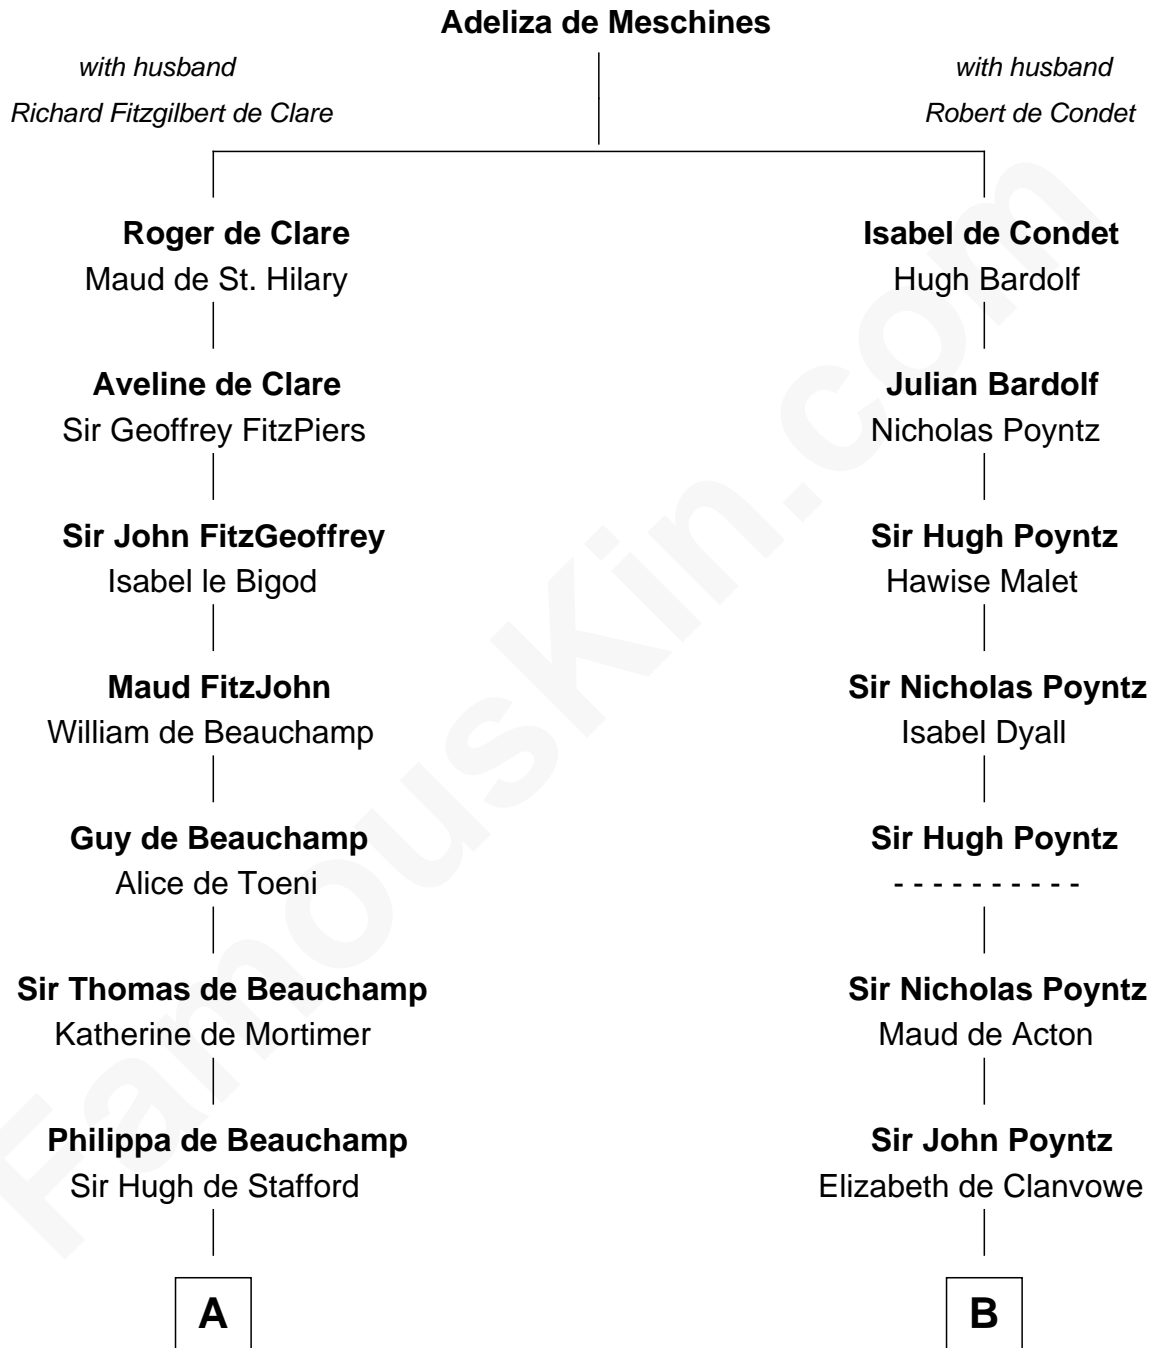 Adeliza de Meschines
with husband
Richard Fitzgilbert de Clare
with husband
Robert de Condet
Roger de Clare
Maud de St. Hilary
Isabel de Condet
Hugh Bardolf
Aveline de Clare
Sir Geoffrey FitzPiers
Julian Bardolf
Nicholas Poyntz
Sir John FitzGeoffrey
Isabel le Bigod
Sir Hugh Poyntz
Hawise Malet
Maud FitzJohn
William de Beauchamp
Sir Nicholas Poyntz
Isabel Dyall
Guy de Beauchamp
Alice de Toeni
Sir Hugh Poyntz
- - - - - - - - - -
Sir Thomas de Beauchamp
Katherine de Mortimer
Sir Nicholas Poyntz
Maud de Acton
Philippa de Beauchamp
Sir Hugh de Stafford
Sir John Poyntz
Elizabeth de Clanvowe
A
B
FamousKin.com